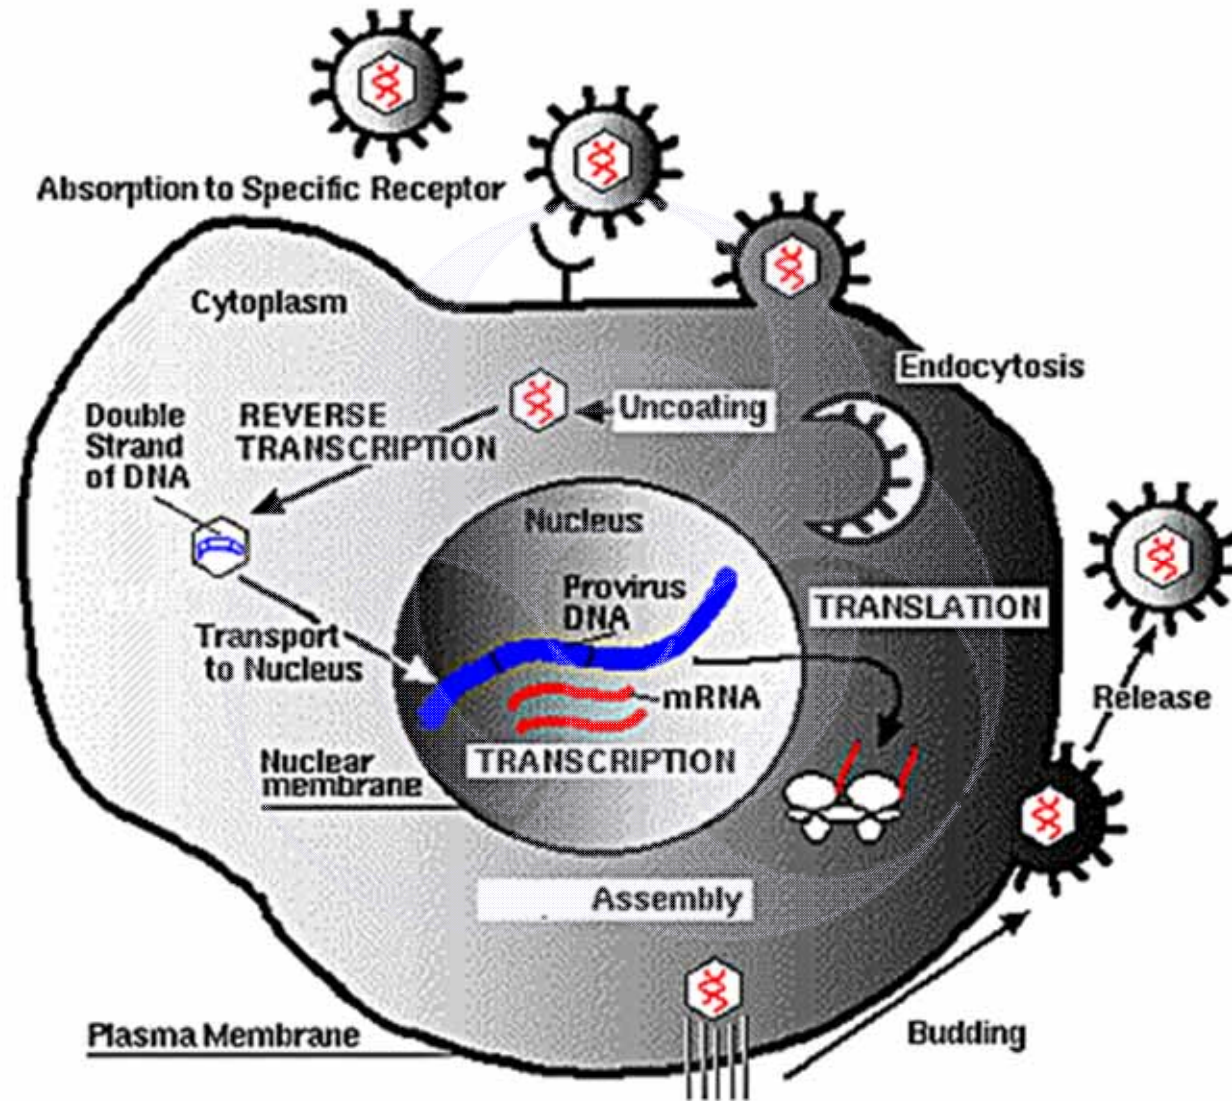 Absorption to Specific Receptor
Cytoplasm
Endocytosis
Uncoating
Double
Strand
of DNA
REVERSE
TRANSCRIPTION
Nucleus
Provirus
DNA
TRANSLATION
Transport
to Nucleus
mRNA
Release
TRANSCRIPTION
Nuclear
membrane
Assembly
Plasma Membrane
Budding